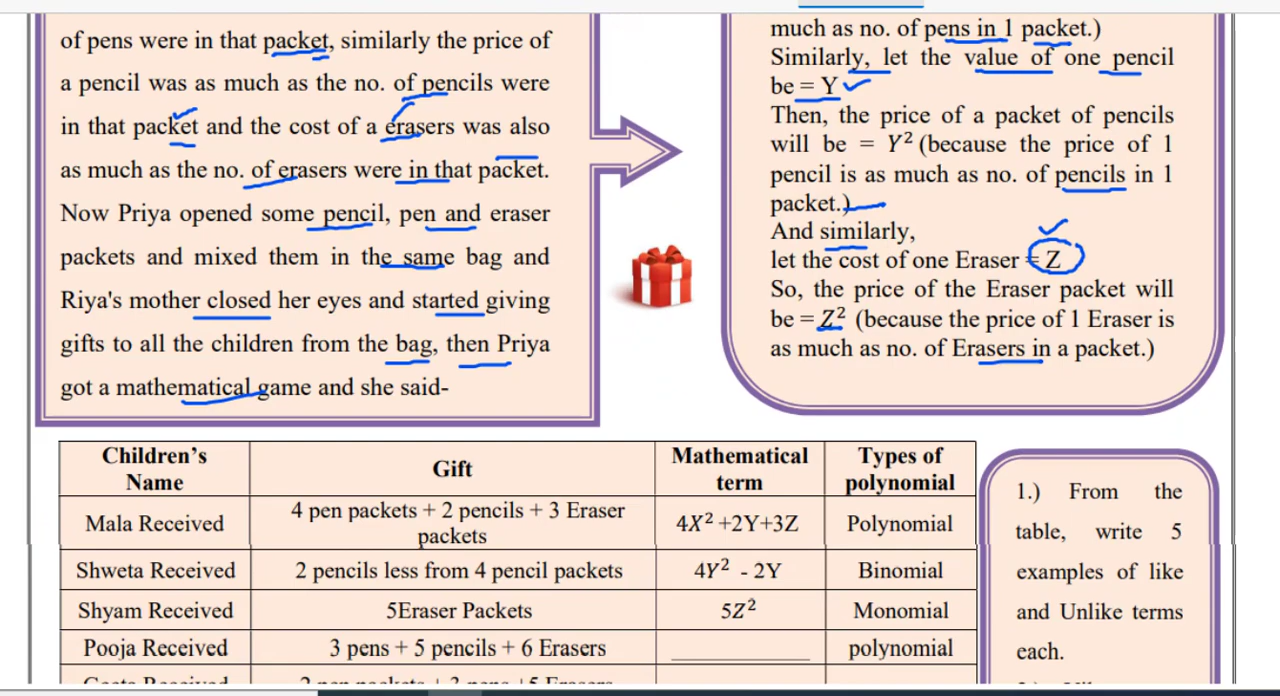 of pens were in that packet, similarly the price of
a pencil was as much as the no. of pencils were
in that packet and the cost of a erasers was also
as much as the no. of erasers were in that packet.
Now Priya opened some pencil, pen and eraser
packets and mixed them in the same bag and
Riya's mother closed her eyes and started giving
gifts to all the children from the bag, then Priya
got a mathematical game and she said-
much as no. of pens in 1 packet.)
Similarly, let the value of one pencil
be = Y
Then, the price of a packet of pencils
will be = Y² (because the price of 1
pencil is as much as no. of pencils in 1
packet.)
And similarly,
let the cost of one Eraser = Z
So, the price of the Eraser packet will
be = Z² (because the price of 1 Eraser is
as much as no. of Erasers in a packet.)
Children's Name | Gift | Mathematical term | Types of polynomial
Mala Received | 4 pen packets + 2 pencils + 3 Eraser packets | 4X² +2Y+3Z | Polynomial
Shweta Received | 2 pencils less from 4 pencil packets | 4Y² - 2Y | Binomial
Shyam Received | 5Eraser Packets | 5Z² | Monomial
Pooja Received | 3 pens + 5 pencils + 6 Erasers | polynomial
1.) From the
table, write 5
examples of like
and Unlike terms
each.